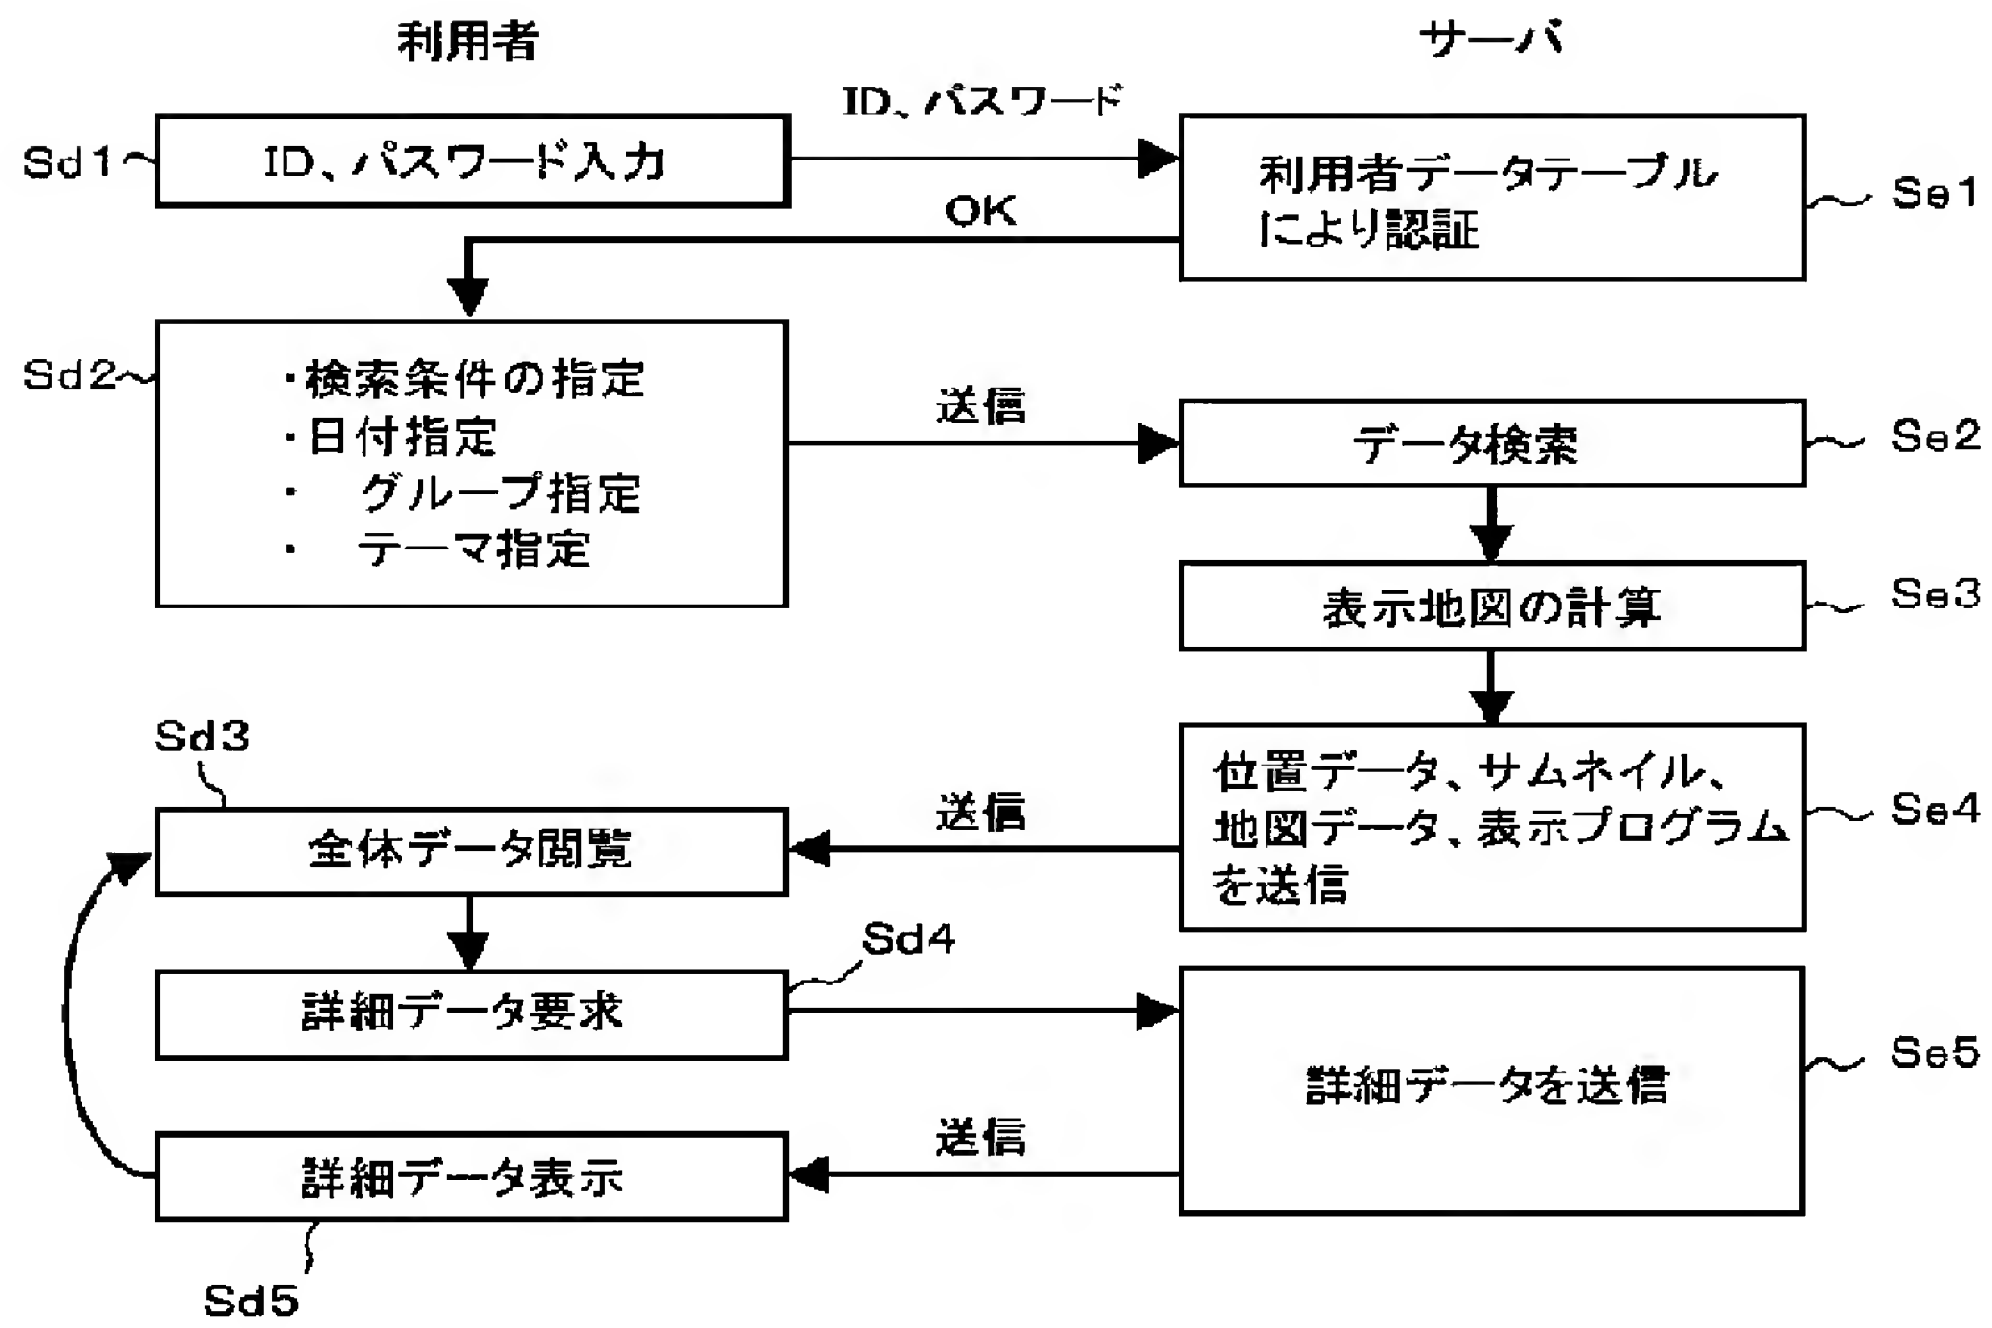 利用者
サーバ
ID、パスワード
Sd1
ID、パスワード入力
利用者データテーブル
により認証
Se1
OK
Sd2
・検索条件の指定
・日付指定
・　グループ指定
・　テーマ指定
送信
データ検索
Se2
表示地図の計算
Se3
Sd3
全体データ閲覧
送信
位置データ、サムネイル、
地図データ、表示プログラム
を送信
Se4
Sd4
詳細データ要求
詳細データを送信
Se5
送信
詳細データ表示
Sd5